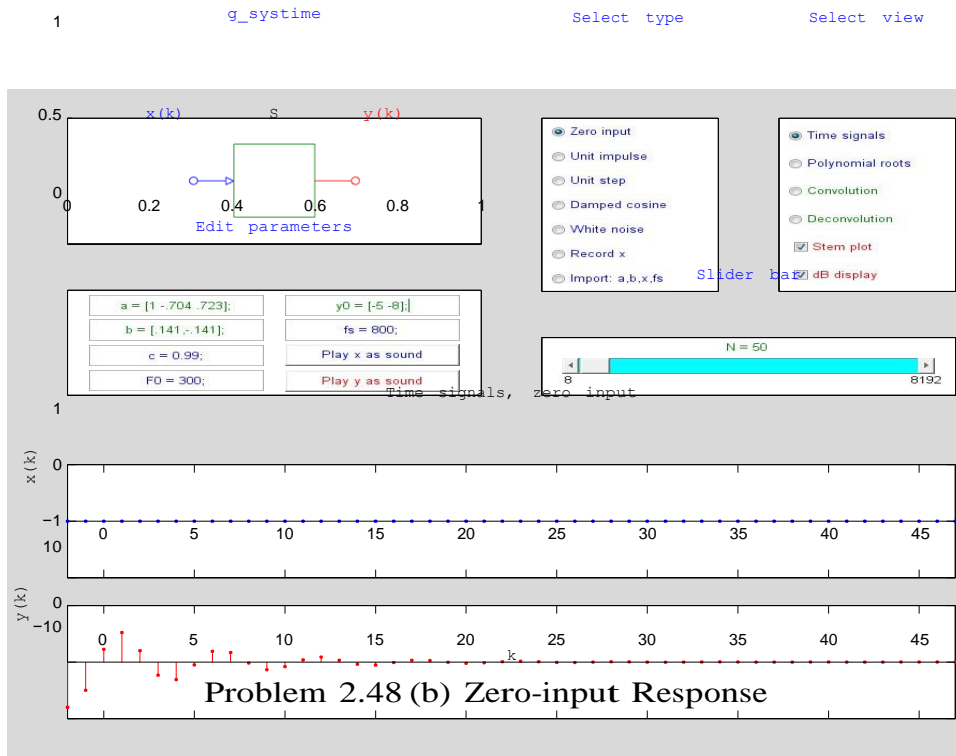 g_systime
Select type
Select view
1
x(k)
S
y(k)
0.5
0
0
0.2
0.4
0.6
0.8
1
Edit parameters
Zero input
Unit impulse
Unit step
Damped cosine
White noise
Record x
Import: a,b,x,fs
Time signals
Polynomial roots
Convolution
Deconvolution
Stem plot
dB display
Slider bar
a = [1 -.704 .723];
y0 = [-5 -8];
b = [.141,-.141];
fs = 800;
c = 0.99;
Play x as sound
F0 = 300;
Play y as sound
N = 50
8
8192
Time signals, zero input
1
0
−1
x(k)
0
5
10
15
20
25
30
35
40
45
10
0
−10
y(k)
0
5
10
15
20
25
30
35
40
45
k
Problem 2.48 (b) Zero-input Response